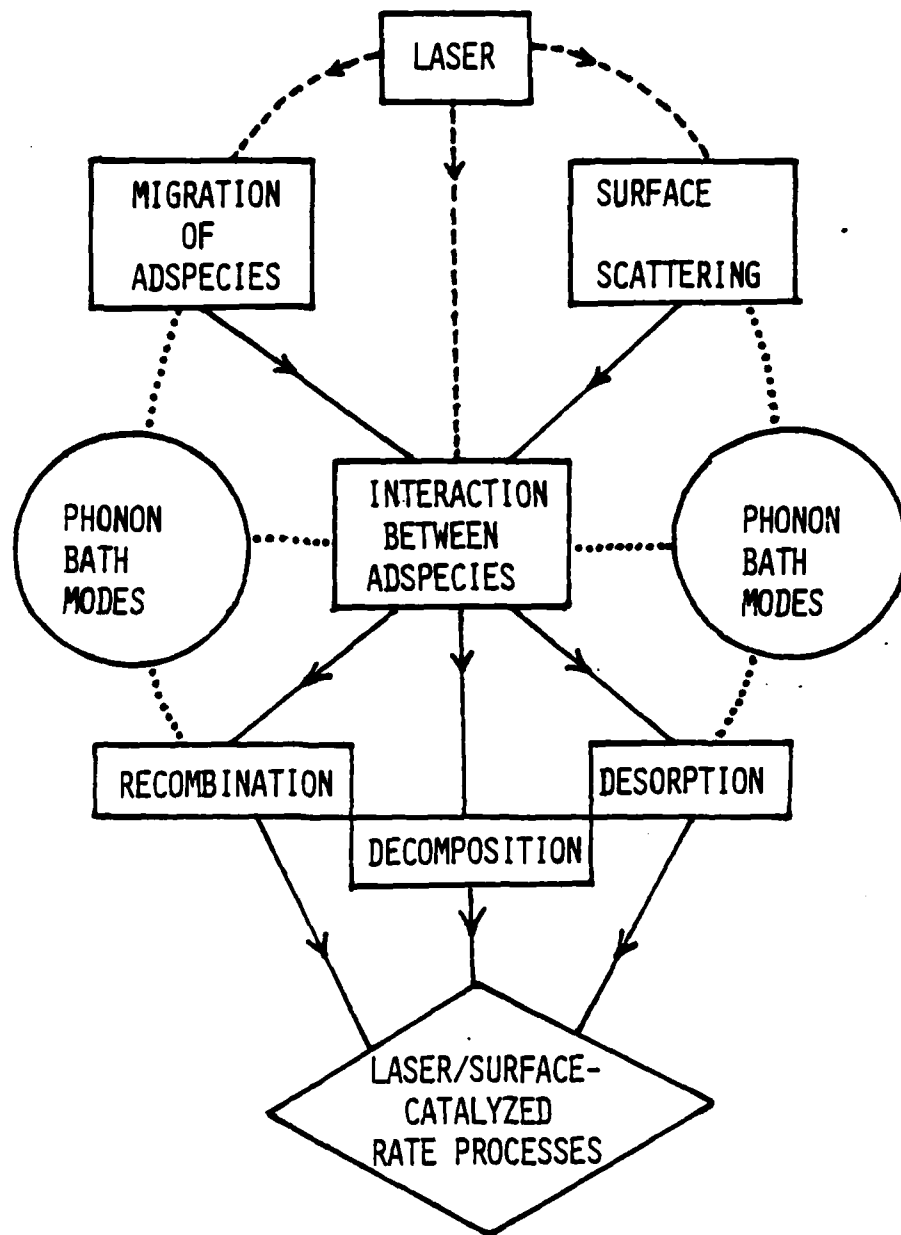 LASER
MIGRATION
OF
ADSPECIES
SURFACE
SCATTERING
PHONON
BATH
MODES
INTERACTION
BETWEEN
ADSPECIES
PHONON
BATH
MODES
RECOMBINATION
DECOMPOSITION
DESORPTION
LASER/SURFACE-
CATALYZED
RATE PROCESSES